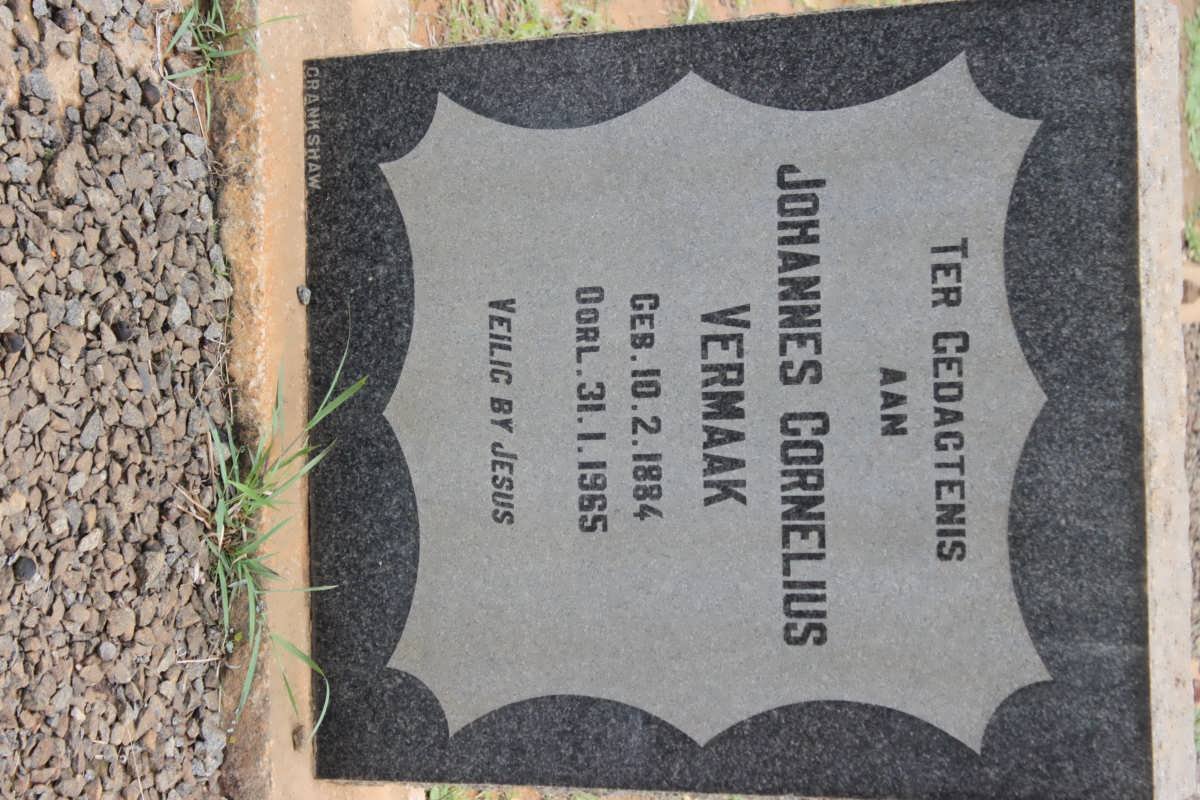 TER GEDAGTENIS
AAN
JOHANNES CORNELIUS
VERMAAK
GEB. 10. 2. 1884
OORL. 31. 1. 1965
VEILIG BY JESUS
CRANKSHAW